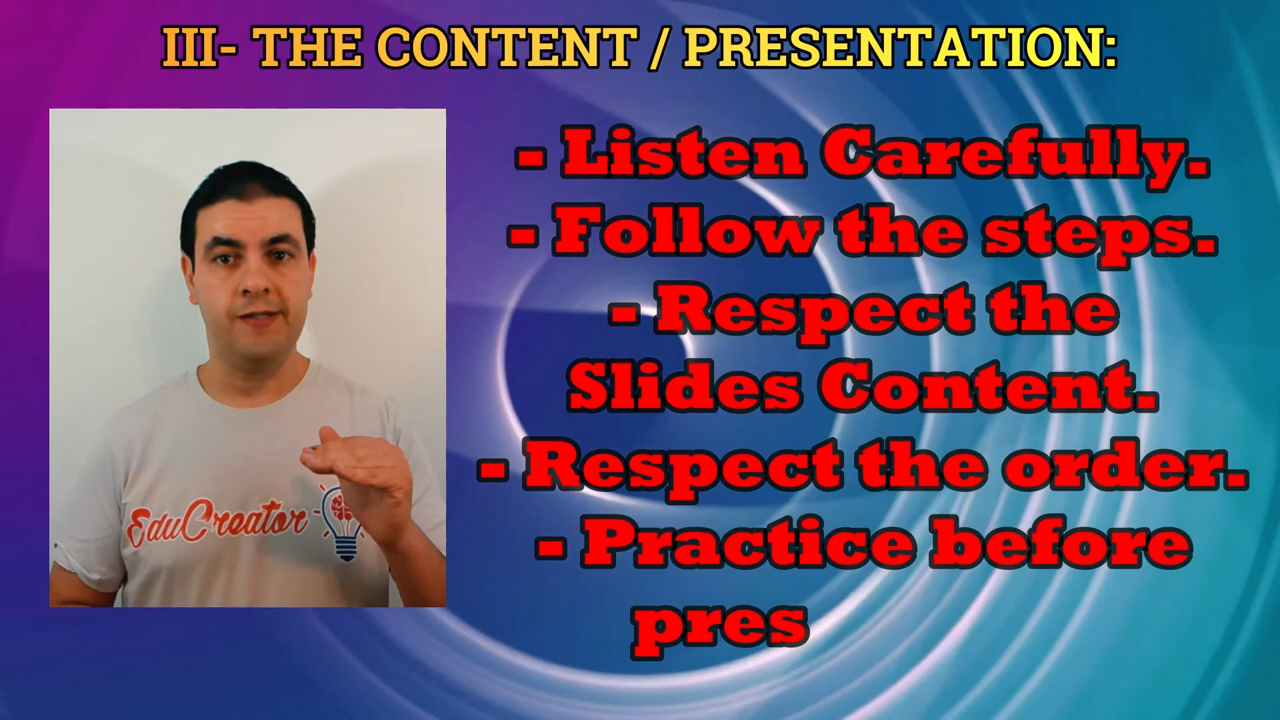 III- THE CONTENT / PRESENTATION:
- Listen Carefully.
- Follow the steps.
- Respect the
Slides Content.
- Respect the order.
- Practice before
pres
EduCreator